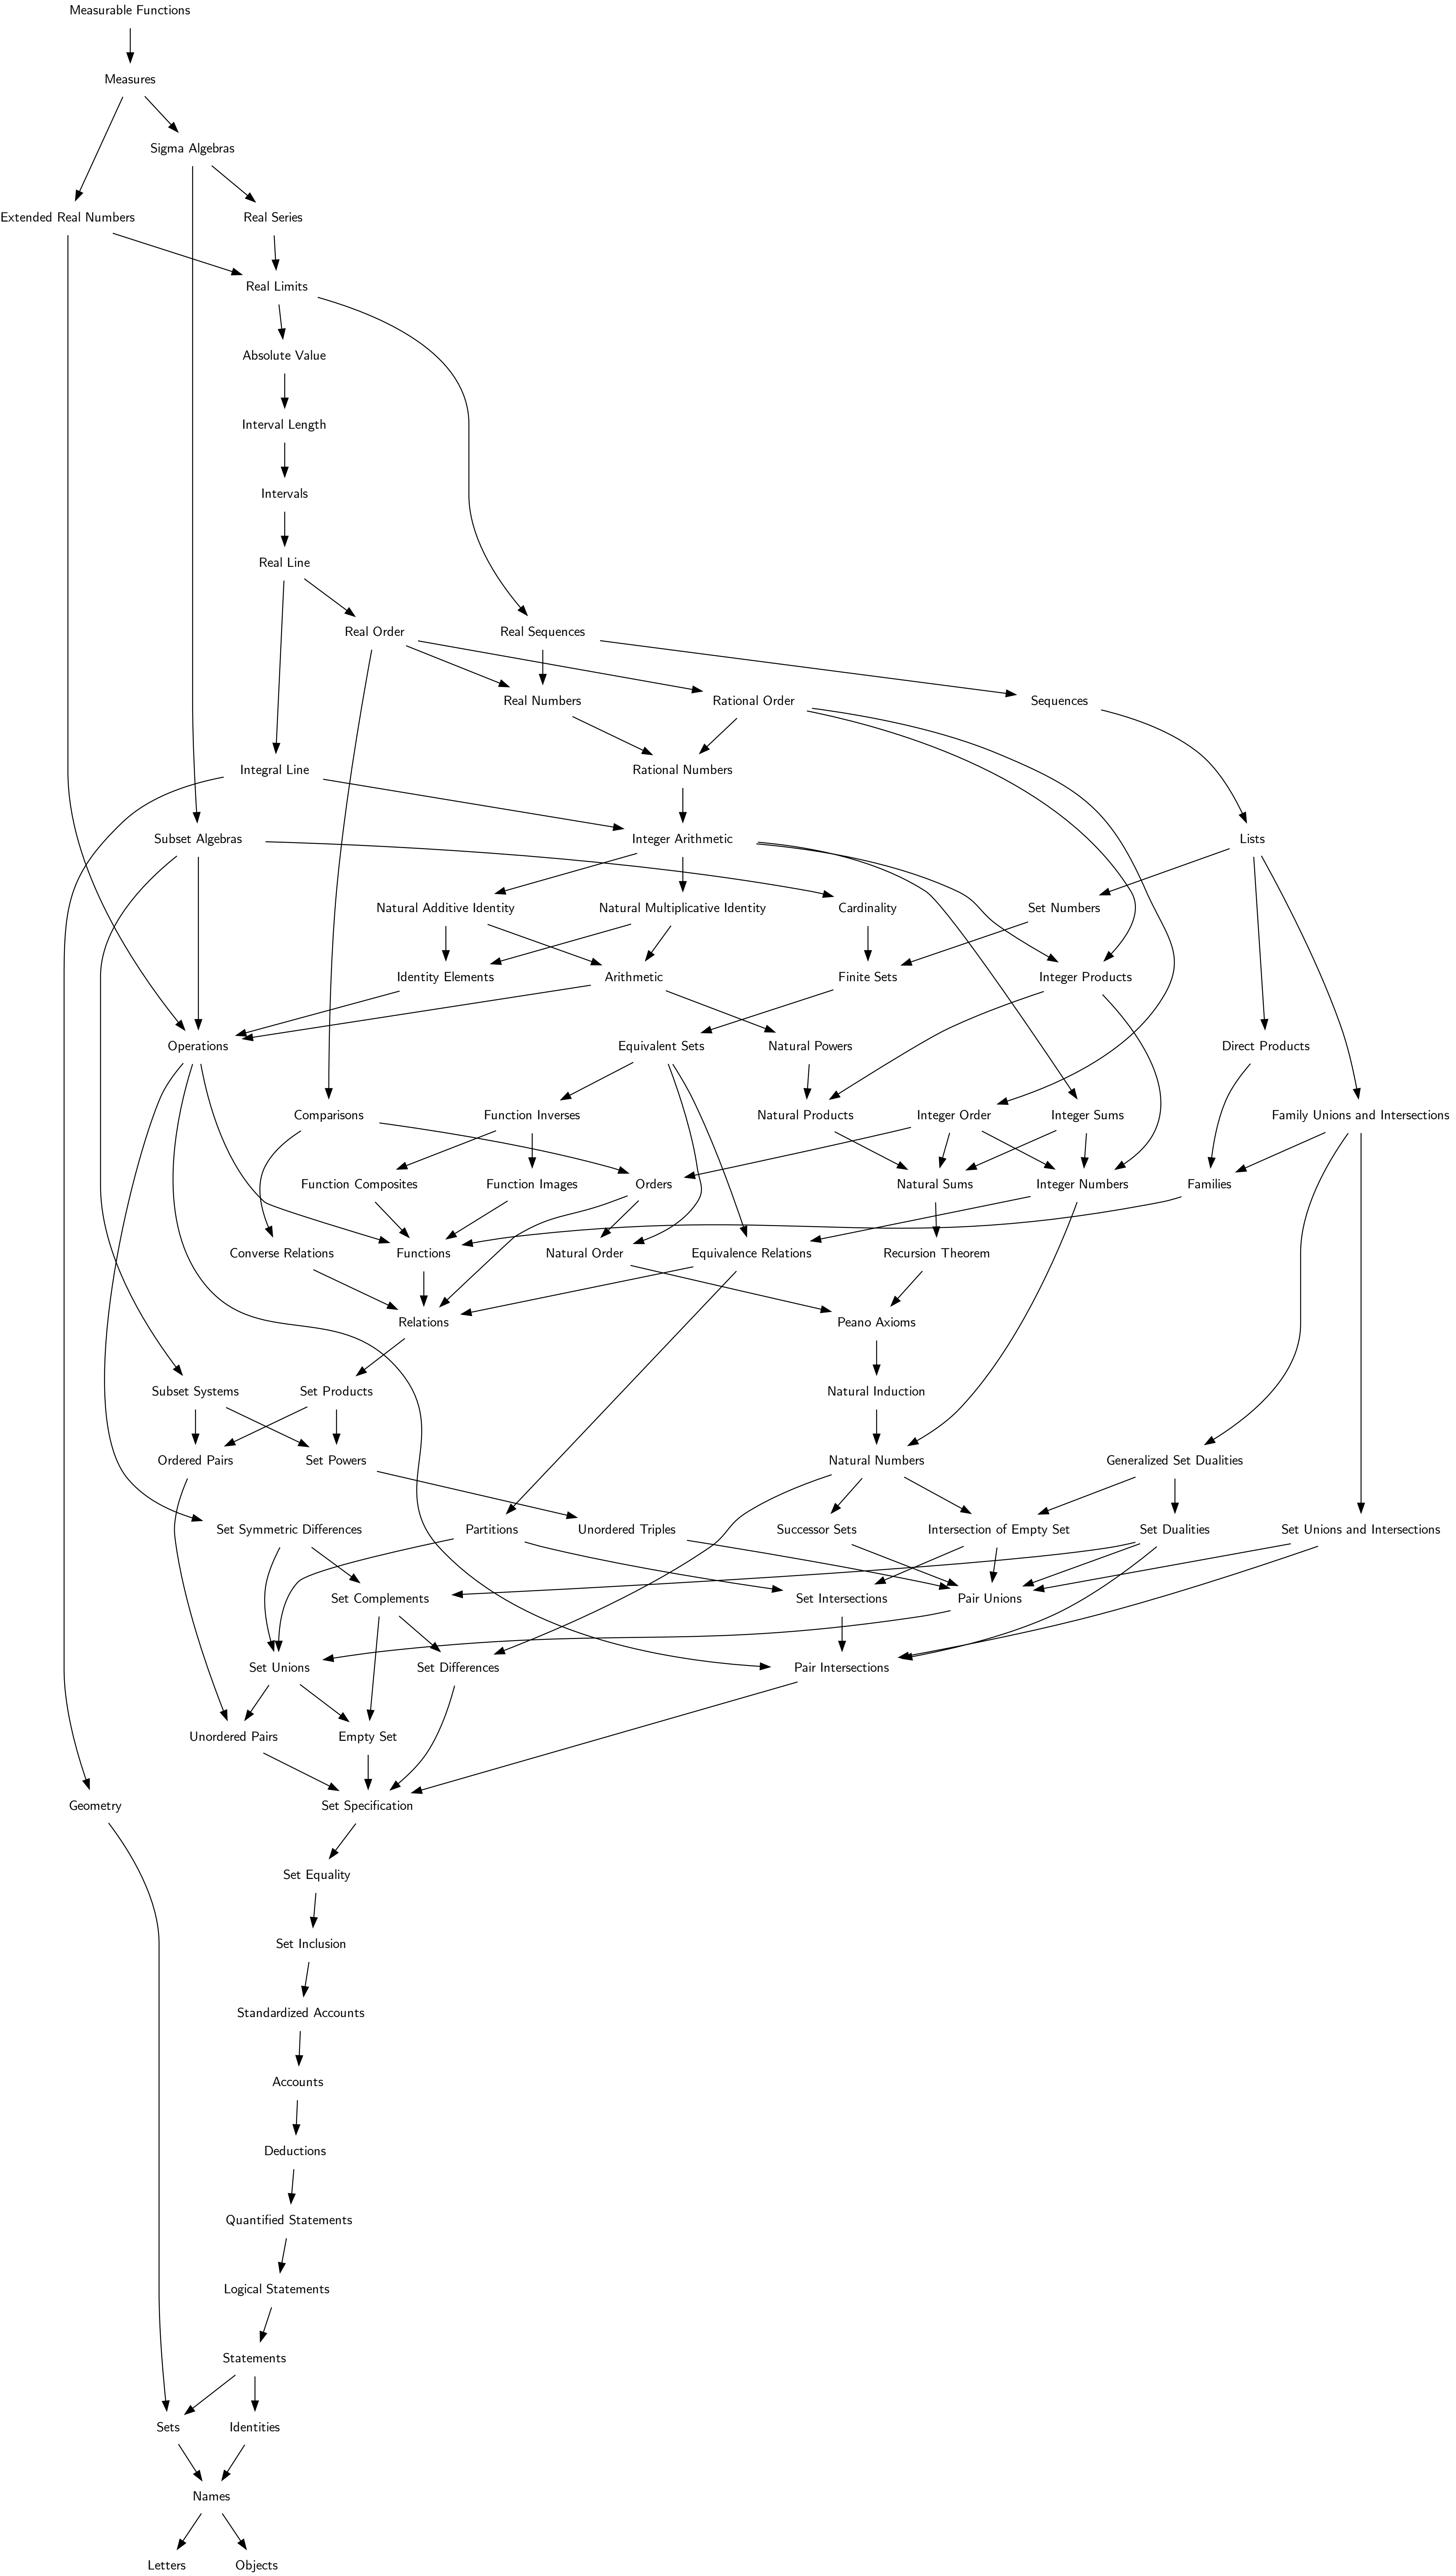 Measurable Functions
Measures
Sigma Algebras
Extended Real Numbers
Real Series
Real Limits
Absolute Value
Interval Length
Intervals
Real Line
Real Order
Real Sequences
Real Numbers
Rational Order
Sequences
Integral Line
Rational Numbers
Subset Algebras
Integer Arithmetic
Lists
Natural Additive Identity
Natural Multiplicative Identity
Cardinality
Set Numbers
Identity Elements
Arithmetic
Finite Sets
Integer Products
Operations
Equivalent Sets
Natural Powers
Direct Products
Comparisons
Function Inverses
Natural Products
Integer Order
Integer Sums
Family Unions and Intersections
Function Composites
Function Images
Orders
Natural Sums
Integer Numbers
Families
Converse Relations
Functions
Natural Order
Equivalence Relations
Recursion Theorem
Relations
Peano Axioms
Subset Systems
Set Products
Natural Induction
Ordered Pairs
Set Powers
Natural Numbers
Generalized Set Dualities
Set Symmetric Differences
Partitions
Unordered Triples
Successor Sets
Intersection of Empty Set
Set Dualities
Set Unions and Intersections
Set Complements
Set Intersections
Pair Unions
Set Unions
Set Differences
Pair Intersections
Unordered Pairs
Empty Set
Geometry
Set Specification
Set Equality
Set Inclusion
Standardized Accounts
Accounts
Deductions
Quantified Statements
Logical Statements
Statements
Sets
Identities
Names
Letters
Objects